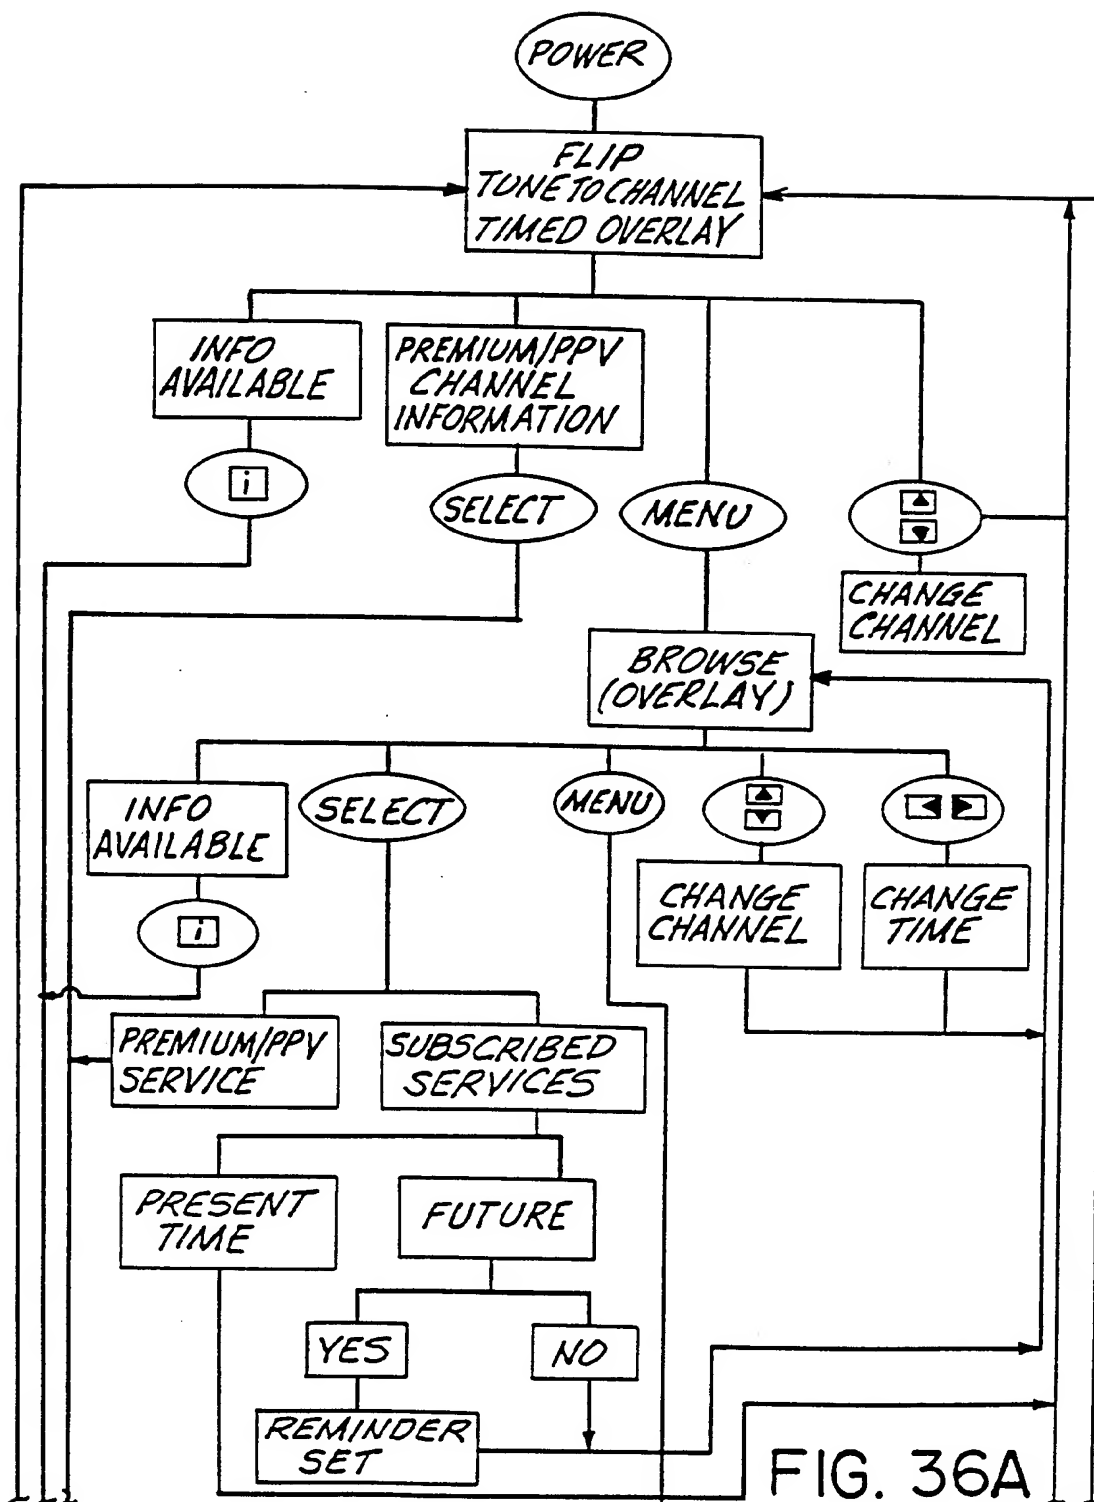 POWER
FLIP
TUNE TO CHANNEL
TIMED OVERLAY
INFO
AVAILABLE
PREMIUM/PPV
CHANNEL
INFORMATION
i
SELECT
MENU
CHANGE
CHANNEL
BROWSE
(OVERLAY)
INFO
AVAILABLE
SELECT
MENU
i
CHANGE
CHANNEL
CHANGE
TIME
PREMIUM/PPV
SERVICE
SUBSCRIBED
SERVICES
PRESENT
TIME
FUTURE
YES
NO
REMINDER
SET
FIG. 36A